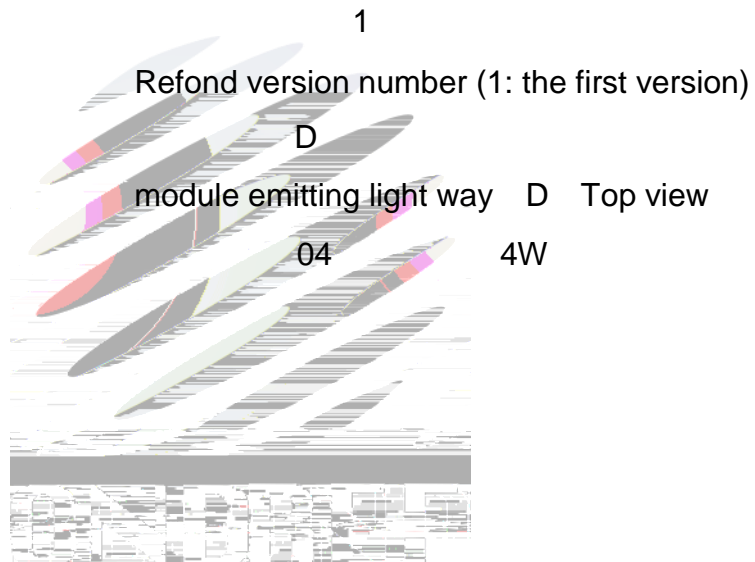 1
Refond version number (1: the first version)
D
module emitting light way D Top view
04 4W